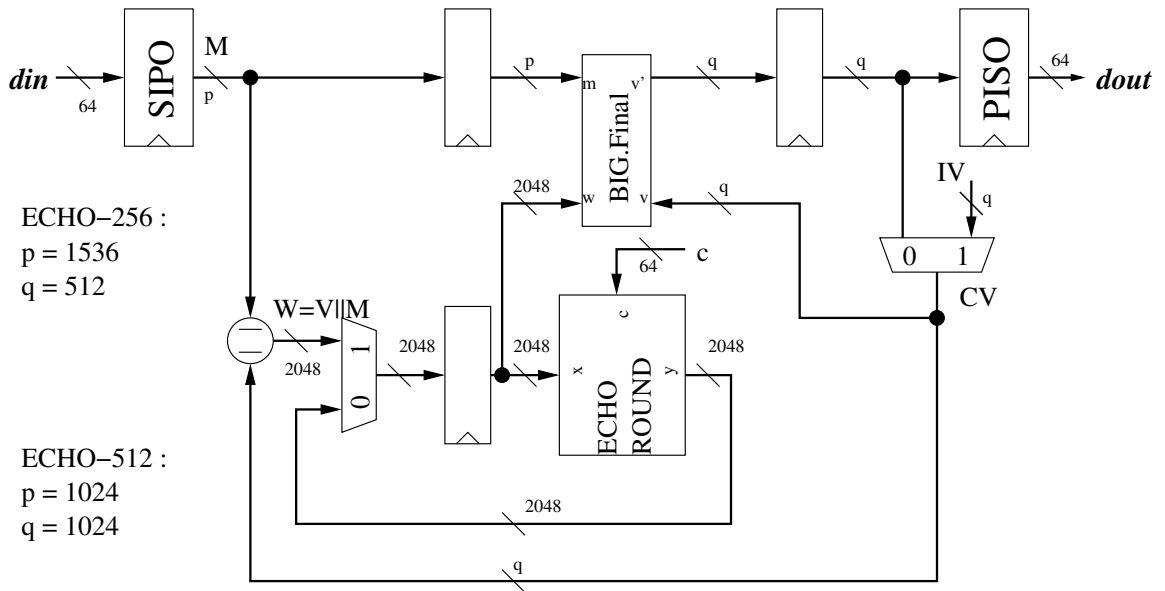 din
64
SIPO
M
p
p
m
v'
BIG.Final
w
v
q
q
PISO
64
dout
IV
q
0 1
CV
2048
q
c
64
ECHO−256 :
p = 1536
q = 512
W=V||M
2048
1
0
2048
2048
c
x
y
ECHO
ROUND
2048
2048
q
ECHO−512 :
p = 1024
q = 1024